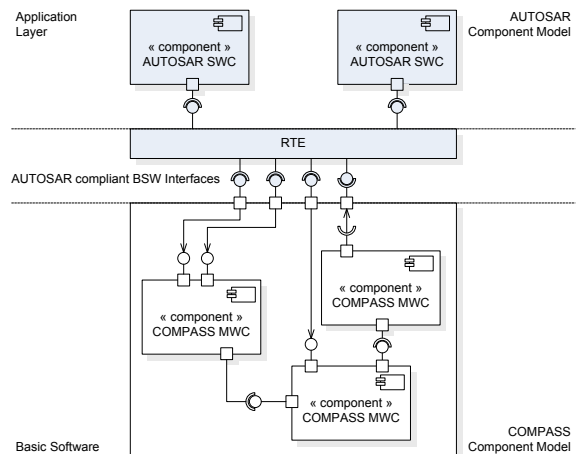 Application
Layer
AUTOSAR
Component Model
« component »
AUTOSAR SWC
« component »
AUTOSAR SWC
RTE
AUTOSAR compliant BSW Interfaces
« component »
COMPASS MWC
« component »
COMPASS MWC
« component »
COMPASS MWC
Basic Software
COMPASS
Component Model